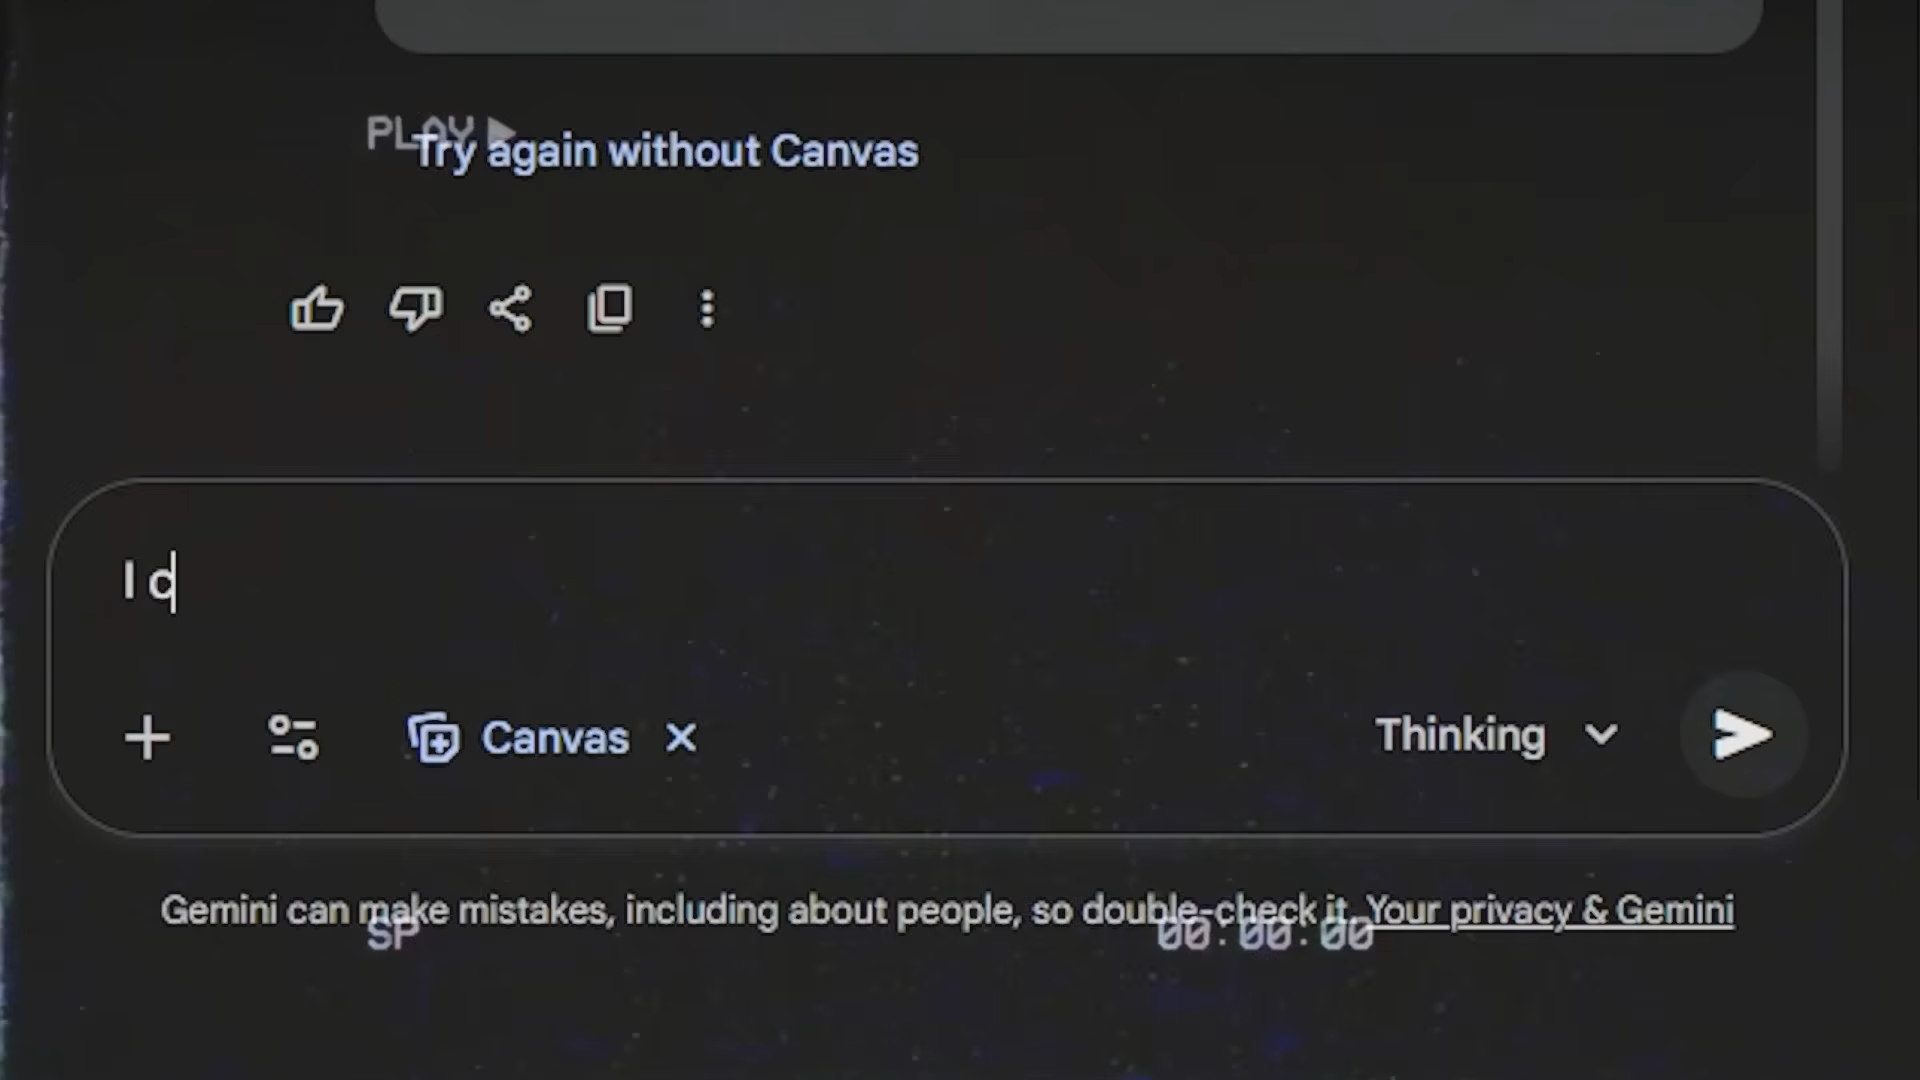 PLAY
Try again without Canvas
I c
Canvas
Thinking
Gemini can make mistakes, including about people, so double-check it. Your privacy & Gemini
SP
00:00:00